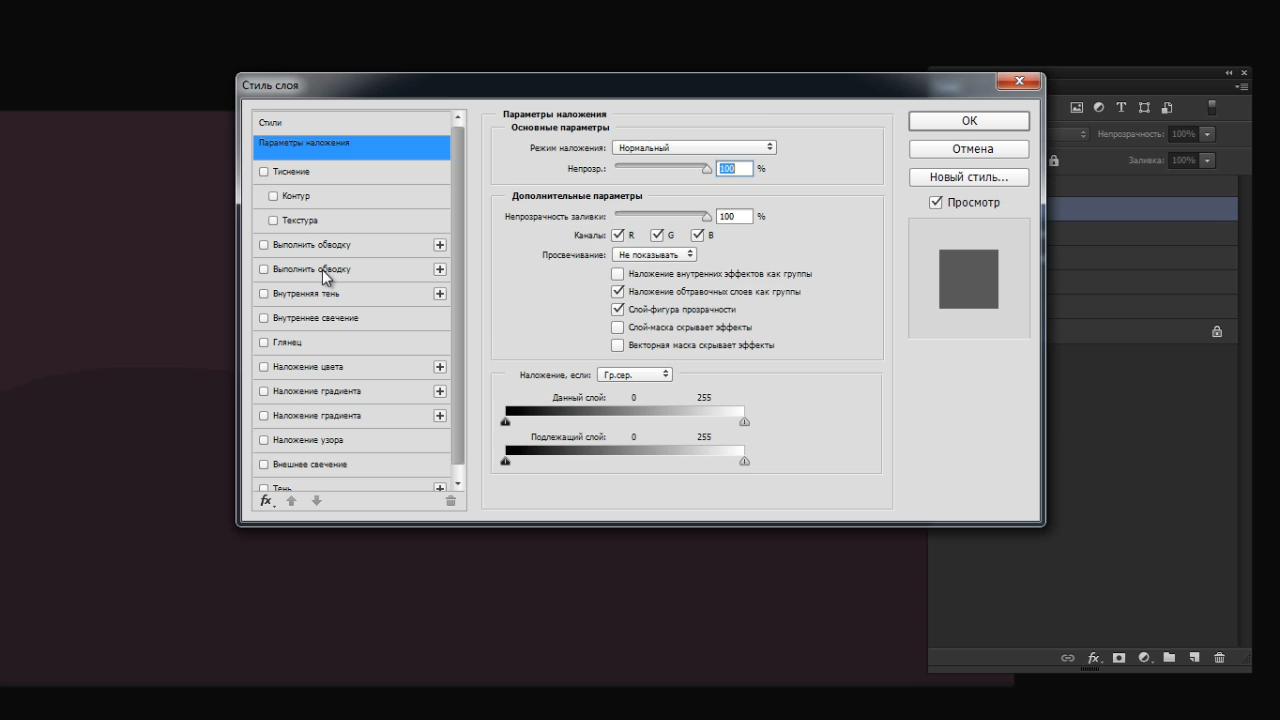 Стиль слоя
Стили
Параметры наложения
Тиснение
Контур
Текстура
Выполнить обводку
Выполнить обводку
Внутренняя тень
Внутреннее свечение
Глянец
Наложение цвета
Наложение градиента
Наложение градиента
Наложение узора
Внешнее свечение
Тень
fx
Параметры наложения
Основные параметры
Режим наложения: Нормальный
Непрозр.: 100 %
Дополнительные параметры
Непрозрачность заливки: 100 %
Каналы: R G B
Просвечивание: Не показывать
Наложение внутренних эффектов как группы
Наложение обтравочных слоев как группы
Слой-фигура прозрачности
Слой-маска скрывает эффекты
Векторная маска скрывает эффекты
Наложение, если: Гр.сер.
Данный слой: 0 255
Подлежащий слой: 0 255
OK
Отмена
Новый стиль...
Просмотр
Непрозрачность: 100%
Заливка: 100%
fx